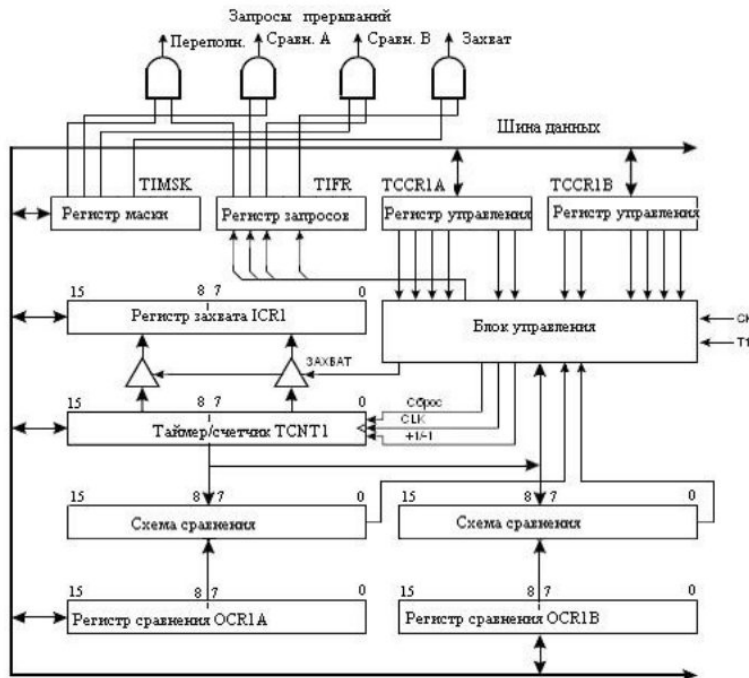 Запросы прерываний
Переполн. Сравн. А Сравн. В Захват
Шина данных
TIMSK TIFR TCCR1A TCCR1B
Регистр маски Регистр запросов Регистр управления Регистр управления
15 8 7 0
Регистр захвата ICR1
Блок управления
T1
ЗАХВАТ
15 8 7 0
Сброс
CLK
+1/-1
Таймер/счетчик TCNT1
15 8 7 0 15 8 7 0
Схема сравнения Схема сравнения
15 8 7 0 15 8 7 0
Регистр сравнения OCR1A Регистр сравнения OCR1B